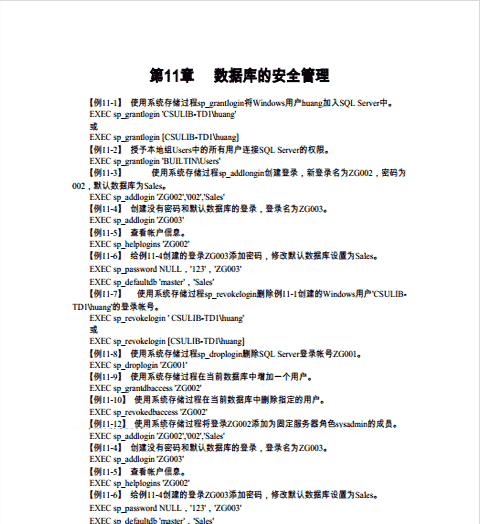 第11章 数据库的安全管理
【例11-1】 使用系统存储过程sp_grantlogin将Windows用户huang加入SQL Server中。
EXEC sp_grantlogin 'CSULIB-TD1\huang'
或
EXEC sp_grantlogin [CSULIB-TD1\huang]
【例11-2】 授予本地组Users中的所有用户连接SQL Server的权限。
EXEC sp_grantlogin 'BUILTIN\Users'
【例11-3】 使用系统存储过程sp_addlongin创建登录，新登录名为ZG002，密码为
002，默认数据库为Sales。
EXEC sp_addlogin 'ZG002','002','Sales'
【例11-4】 创建没有密码和默认数据库的登录，登录名为ZG003。
EXEC sp_addlogin 'ZG003'
【例11-5】 查看帐户信息。
EXEC sp_helplogins 'ZG002'
【例11-6】 给例11-4创建的登录ZG003添加密码，修改默认数据库设置为Sales。
EXEC sp_password NULL，'123'，'ZG003'
EXEC sp_defaultdb 'master'，'Sales'
【例11-7】 使用系统存储过程sp_revokelogin删除例11-1创建的Windows用户'CSULIB-
TD1\huang'的登录帐号。
EXEC sp_revokelogin ' CSULIB-TD1\huang'
或
EXEC sp_revokelogin [CSULIB-TD1\huang]
【例11-8】 使用系统存储过程sp_droplogin删除SQL Server登录帐号ZG001。
EXEC sp_droplogin 'ZG001'
【例11-9】 使用系统存储过程在当前数据库中增加一个用户。
EXEC sp_grantdbaccess 'ZG002'
【例11-10】 使用系统存储过程在当前数据库中删除指定的用户。
EXEC sp_revokedbaccess 'ZG002'
【例11-12】 使用系统存储过程将登录ZG002添加为固定服务器角色sysadmin的成员。
EXEC sp_addlogin 'ZG002','002','Sales'
【例11-4】 创建没有密码和默认数据库的登录，登录名为ZG003。
EXEC sp_addlogin 'ZG003'
【例11-5】 查看帐户信息。
EXEC sp_helplogins 'ZG002'
【例11-6】 给例11-4创建的登录ZG003添加密码，修改默认数据库设置为Sales。
EXEC sp_password NULL，'123'，'ZG003'
EXEC sp_defaultdb 'master'，'Sales'